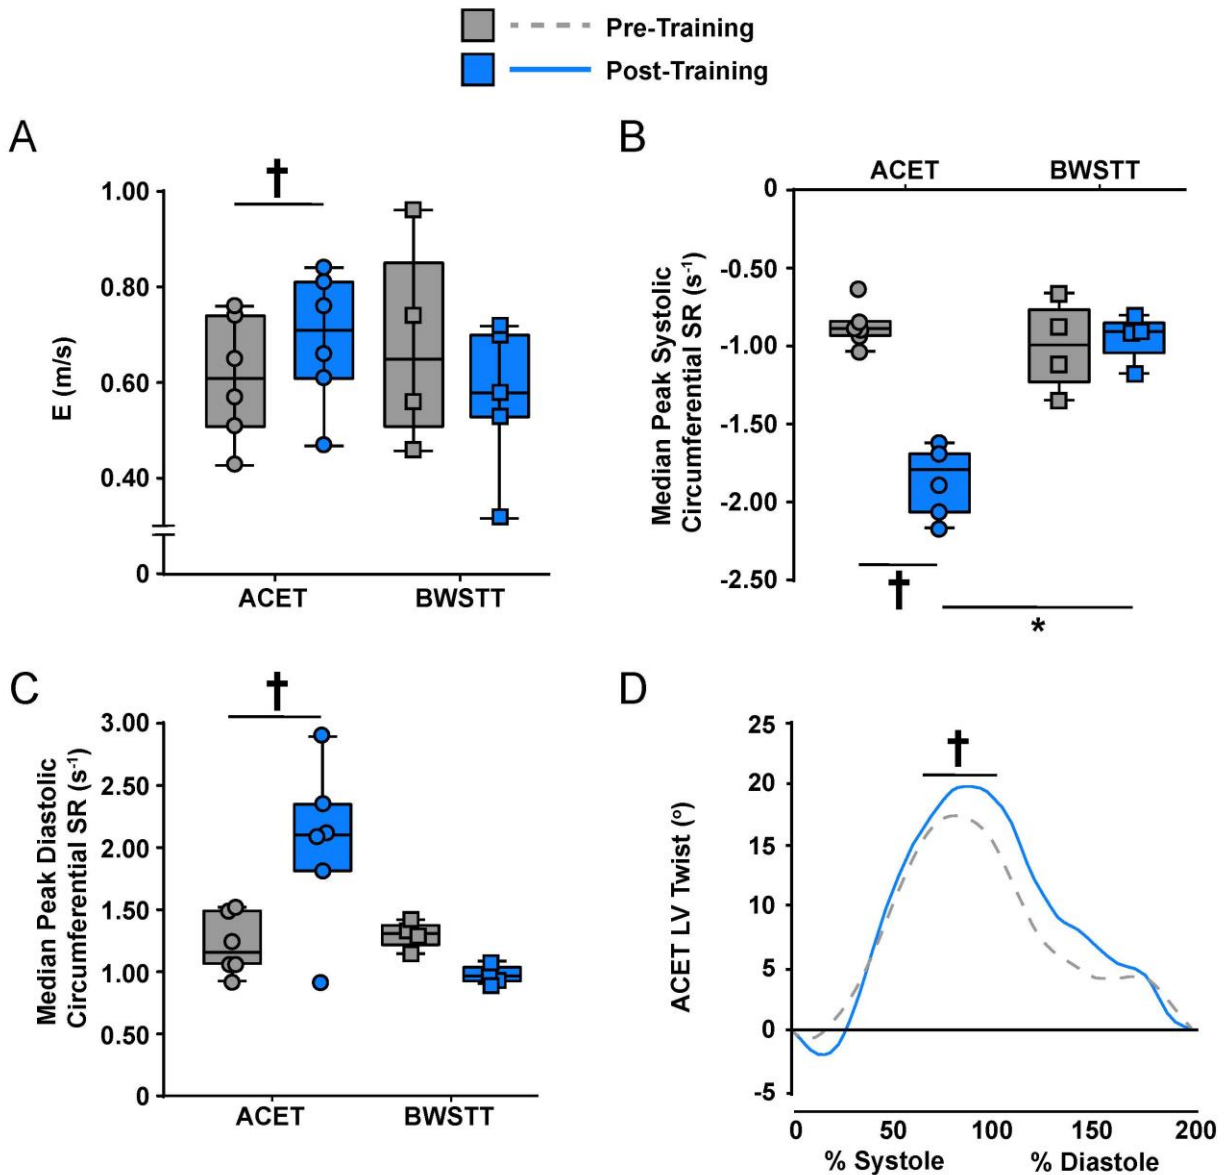 Pre-Training
Post-Training
A
†
1.00
0.80
0.60
0.40
0
E (m/s)
ACET
BWSTT
B
ACET
BWSTT
0
-0.50
-1.00
-1.50
-2.00
-2.50
Median Peak Systolic
Circumferential SR (s⁻¹)
†
*
C
†
3.00
2.50
2.00
1.50
1.00
0.50
0
Median Peak Diastolic
Circumferential SR (s⁻¹)
ACET
BWSTT
D
†
25
20
15
10
5
0
-5
ACET LV Twist (°)
0 50 100 150 200
% Systole % Diastole